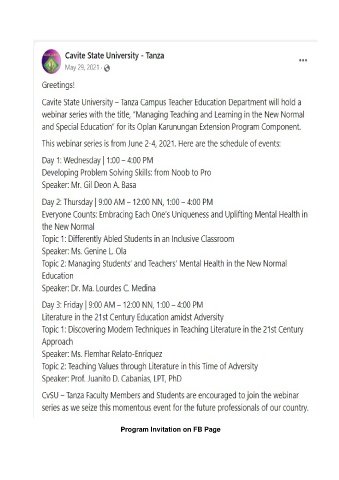 Cavite State University - Tanza
May 29, 2021 ·
Greetings!
Cavite State University – Tanza Campus Teacher Education Department will hold a
webinar series with the title, "Managing Teaching and Learning in the New Normal
and Special Education" for its Oplan Karunungan Extension Program Component.
This webinar series is from June 2-4, 2021. Here are the schedule of events:
Day 1: Wednesday | 1:00 – 4:00 PM
Developing Problem Solving Skills: from Noob to Pro
Speaker: Mr. Gil Deon A. Basa
Day 2: Thursday | 9:00 AM – 12:00 NN, 1:00 – 4:00 PM
Everyone Counts: Embracing Each One's Uniqueness and Uplifting Mental Health in
the New Normal
Topic 1: Differently Abled Students in an Inclusive Classroom
Speaker: Ms. Genine L. Ola
Topic 2: Managing Students' and Teachers' Mental Health in the New Normal
Education
Speaker: Dr. Ma. Lourdes C. Medina
Day 3: Friday | 9:00 AM – 12:00 NN, 1:00 – 4:00 PM
Literature in the 21st Century Education amidst Adversity
Topic 1: Discovering Modern Techniques in Teaching Literature in the 21st Century
Approach
Speaker: Ms. Flemhar Relato-Enriquez
Topic 2: Teaching Values through Literature in this Time of Adversity
Speaker: Prof. Juanito D. Cabanias, LPT, PhD
CvSU – Tanza Faculty Members and Students are encouraged to join the webinar
series as we seize this momentous event for the future professionals of our country.
Program Invitation on FB Page